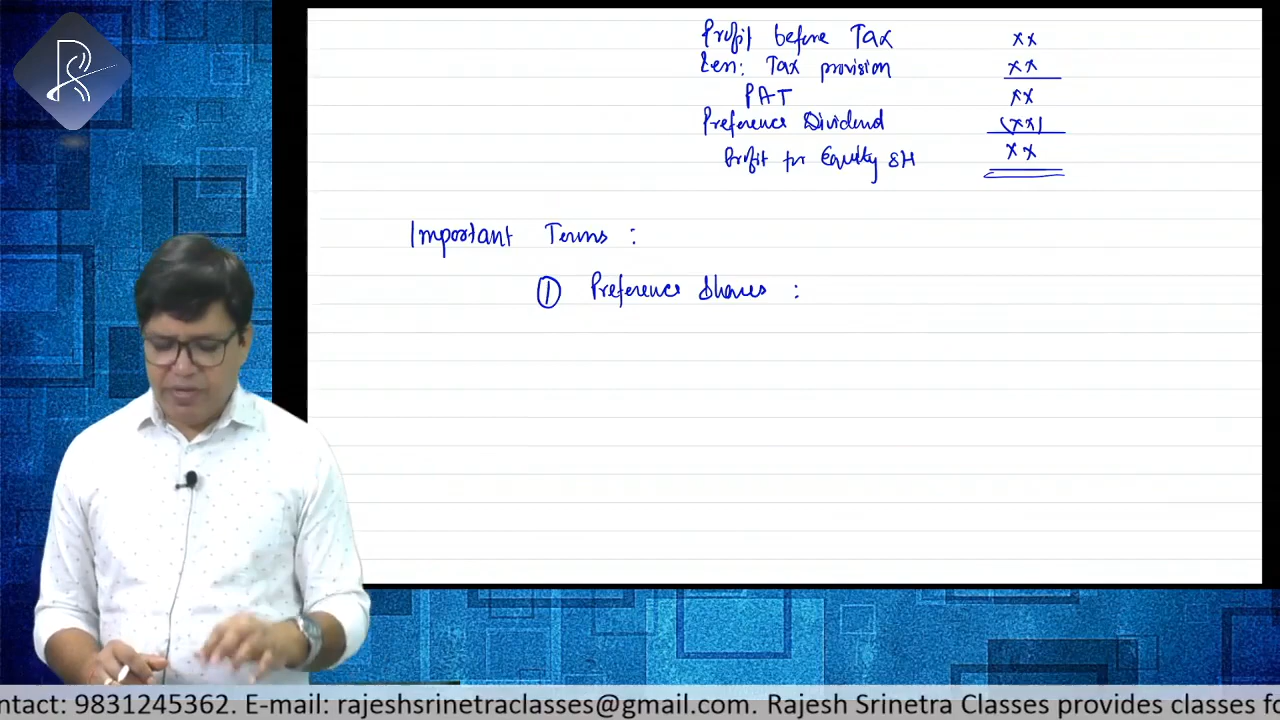 Profit before Tax xx
Less: Tax provision xx
PAT xx
Preference Dividend (xx)
Profit for Equity SH xx
Important Terms :
① Preference Shares :
ntact: 9831245362. E-mail: rajeshsrinetraclasses@gmail.com. Rajesh Srinetra Classes provides classes fo